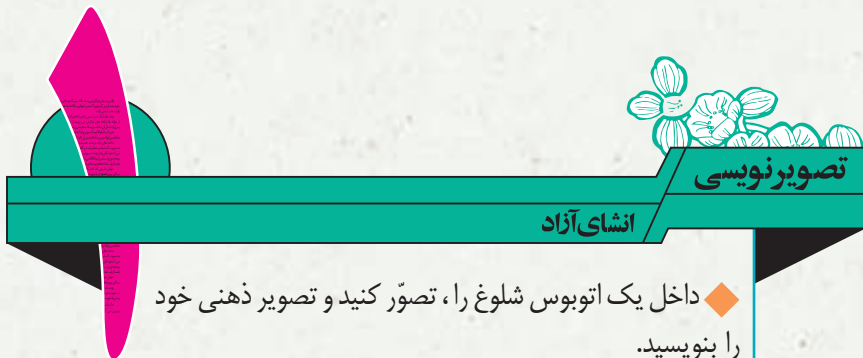 تصویرنویسی
انشای‌آزاد
داخل یک اتوبوس شلوغ را، تصوّر کنید و تصویر ذهنی خود
را بنویسید.